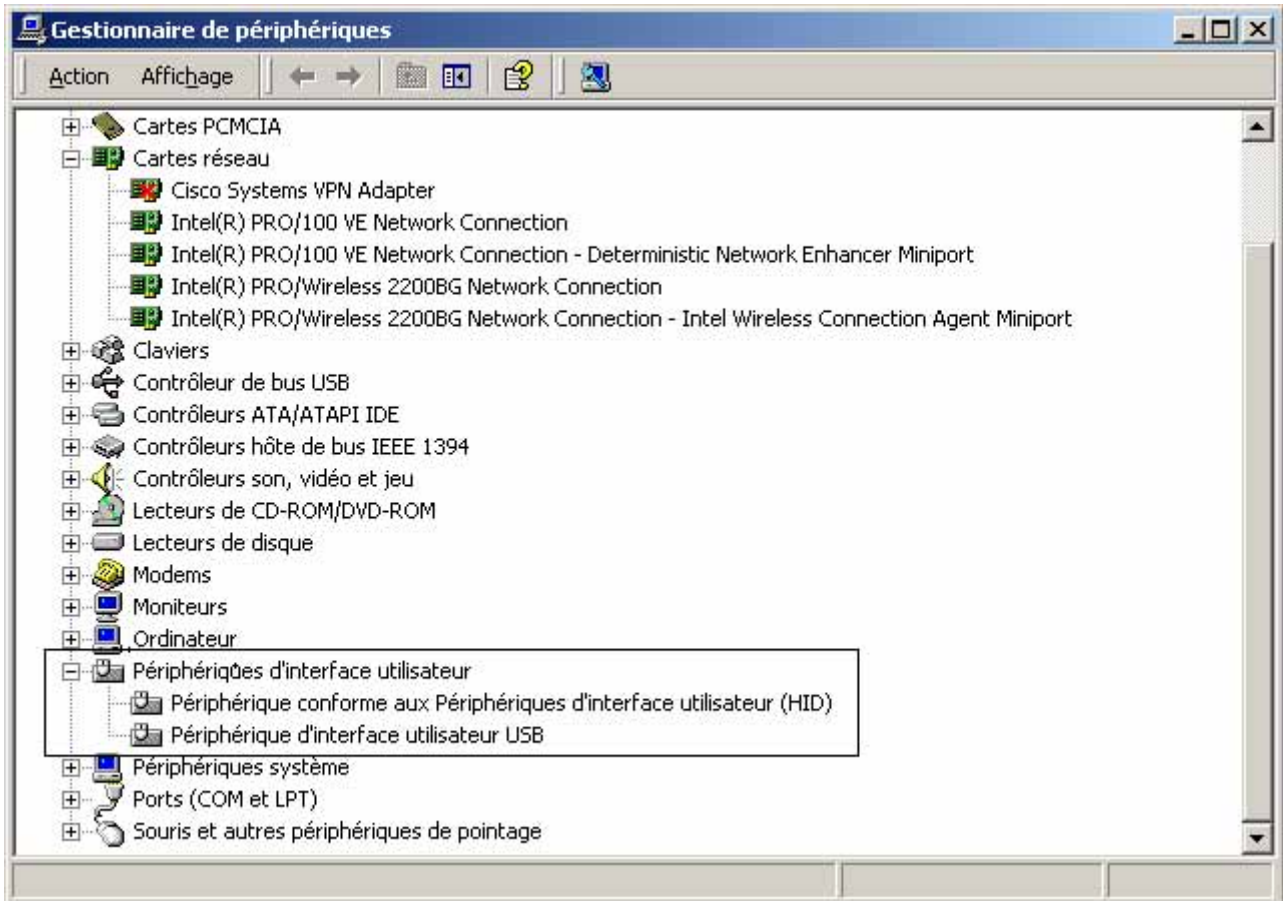 Gestionnaire de périphériques
Action Affichage
Cartes PCMCIA
Cartes réseau
Cisco Systems VPN Adapter
Intel(R) PRO/100 VE Network Connection
Intel(R) PRO/100 VE Network Connection - Deterministic Network Enhancer Miniport
Intel(R) PRO/Wireless 2200BG Network Connection
Intel(R) PRO/Wireless 2200BG Network Connection - Intel Wireless Connection Agent Miniport
Claviers
Contrôleur de bus USB
Contrôleurs ATA/ATAPI IDE
Contrôleurs hôte de bus IEEE 1394
Contrôleurs son, vidéo et jeu
Lecteurs de CD-ROM/DVD-ROM
Lecteurs de disque
Modems
Moniteurs
Ordinateur
Périphériques d'interface utilisateur
Périphérique conforme aux Périphériques d'interface utilisateur (HID)
Périphérique d'interface utilisateur USB
Périphériques système
Ports (COM et LPT)
Souris et autres périphériques de pointage